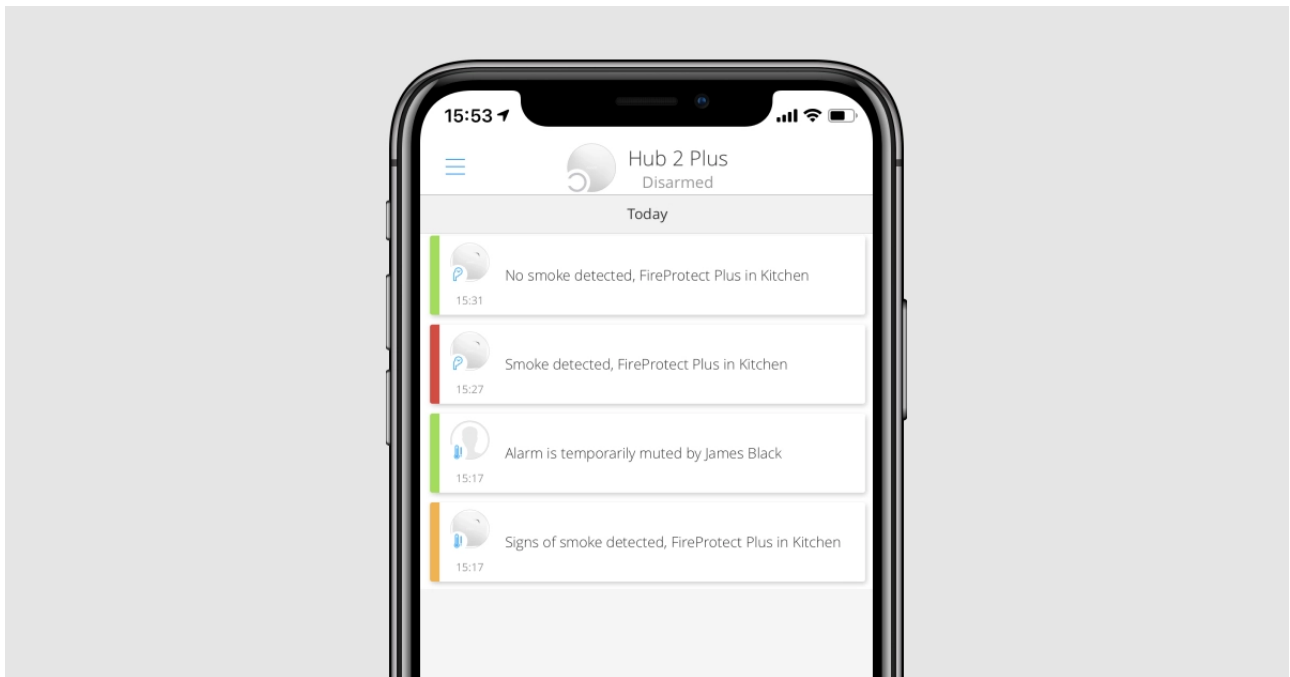 15:53
Hub 2 Plus
Disarmed
Today
No smoke detected, FireProtect Plus in Kitchen
15:31
Smoke detected, FireProtect Plus in Kitchen
15:27
Alarm is temporarily muted by James Black
15:17
Signs of smoke detected, FireProtect Plus in Kitchen
15:17